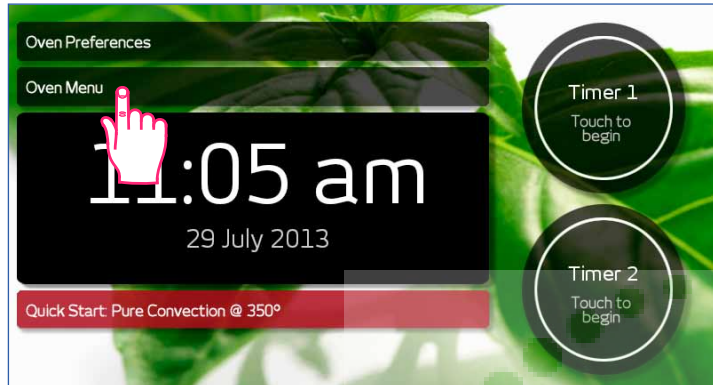 Oven Preferences
Oven Menu
11:05 am
29 July 2013
Quick Start: Pure Convection @ 350º
Timer 1
Touch to
begin
Timer 2
Touch to
begin